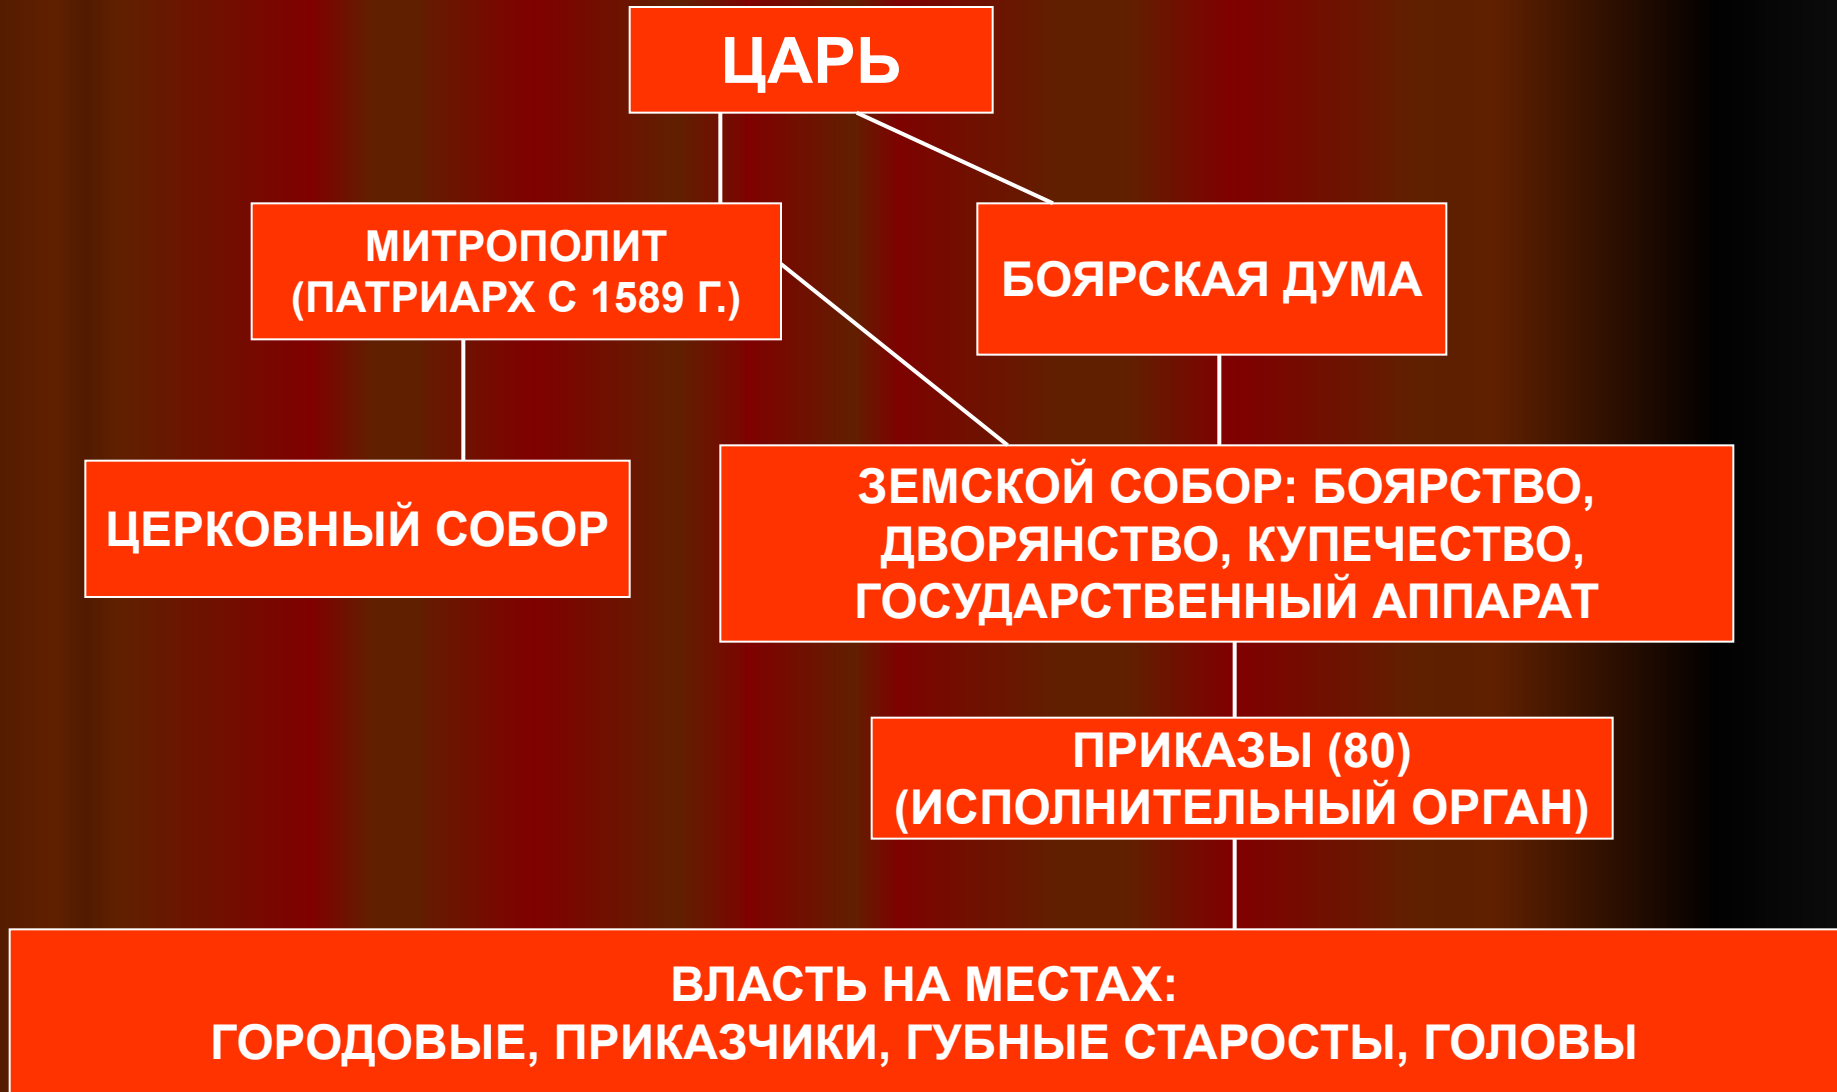 ЦАРЬ
МИТРОПОЛИТ
(ПАТРИАРХ С 1589 Г.)
БОЯРСКАЯ ДУМА
ЦЕРКОВНЫЙ СОБОР
ЗЕМСКОЙ СОБОР: БОЯРСТВО,
ДВОРЯНСТВО, КУПЕЧЕСТВО,
ГОСУДАРСТВЕННЫЙ АППАРАТ
ПРИКАЗЫ (80)
(ИСПОЛНИТЕЛЬНЫЙ ОРГАН)
ВЛАСТЬ НА МЕСТАХ:
ГОРОДОВЫЕ, ПРИКАЗЧИКИ, ГУБНЫЕ СТАРОСТЫ, ГОЛОВЫ